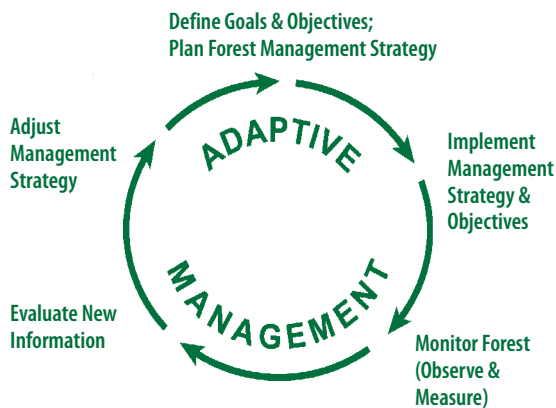 Define Goals & Objectives;
Plan Forest Management Strategy
ADAPTIVE
MANAGEMENT
Implement
Management
Strategy &
Objectives
Monitor Forest
(Observe &
Measure)
Evaluate New
Information
Adjust
Management
Strategy